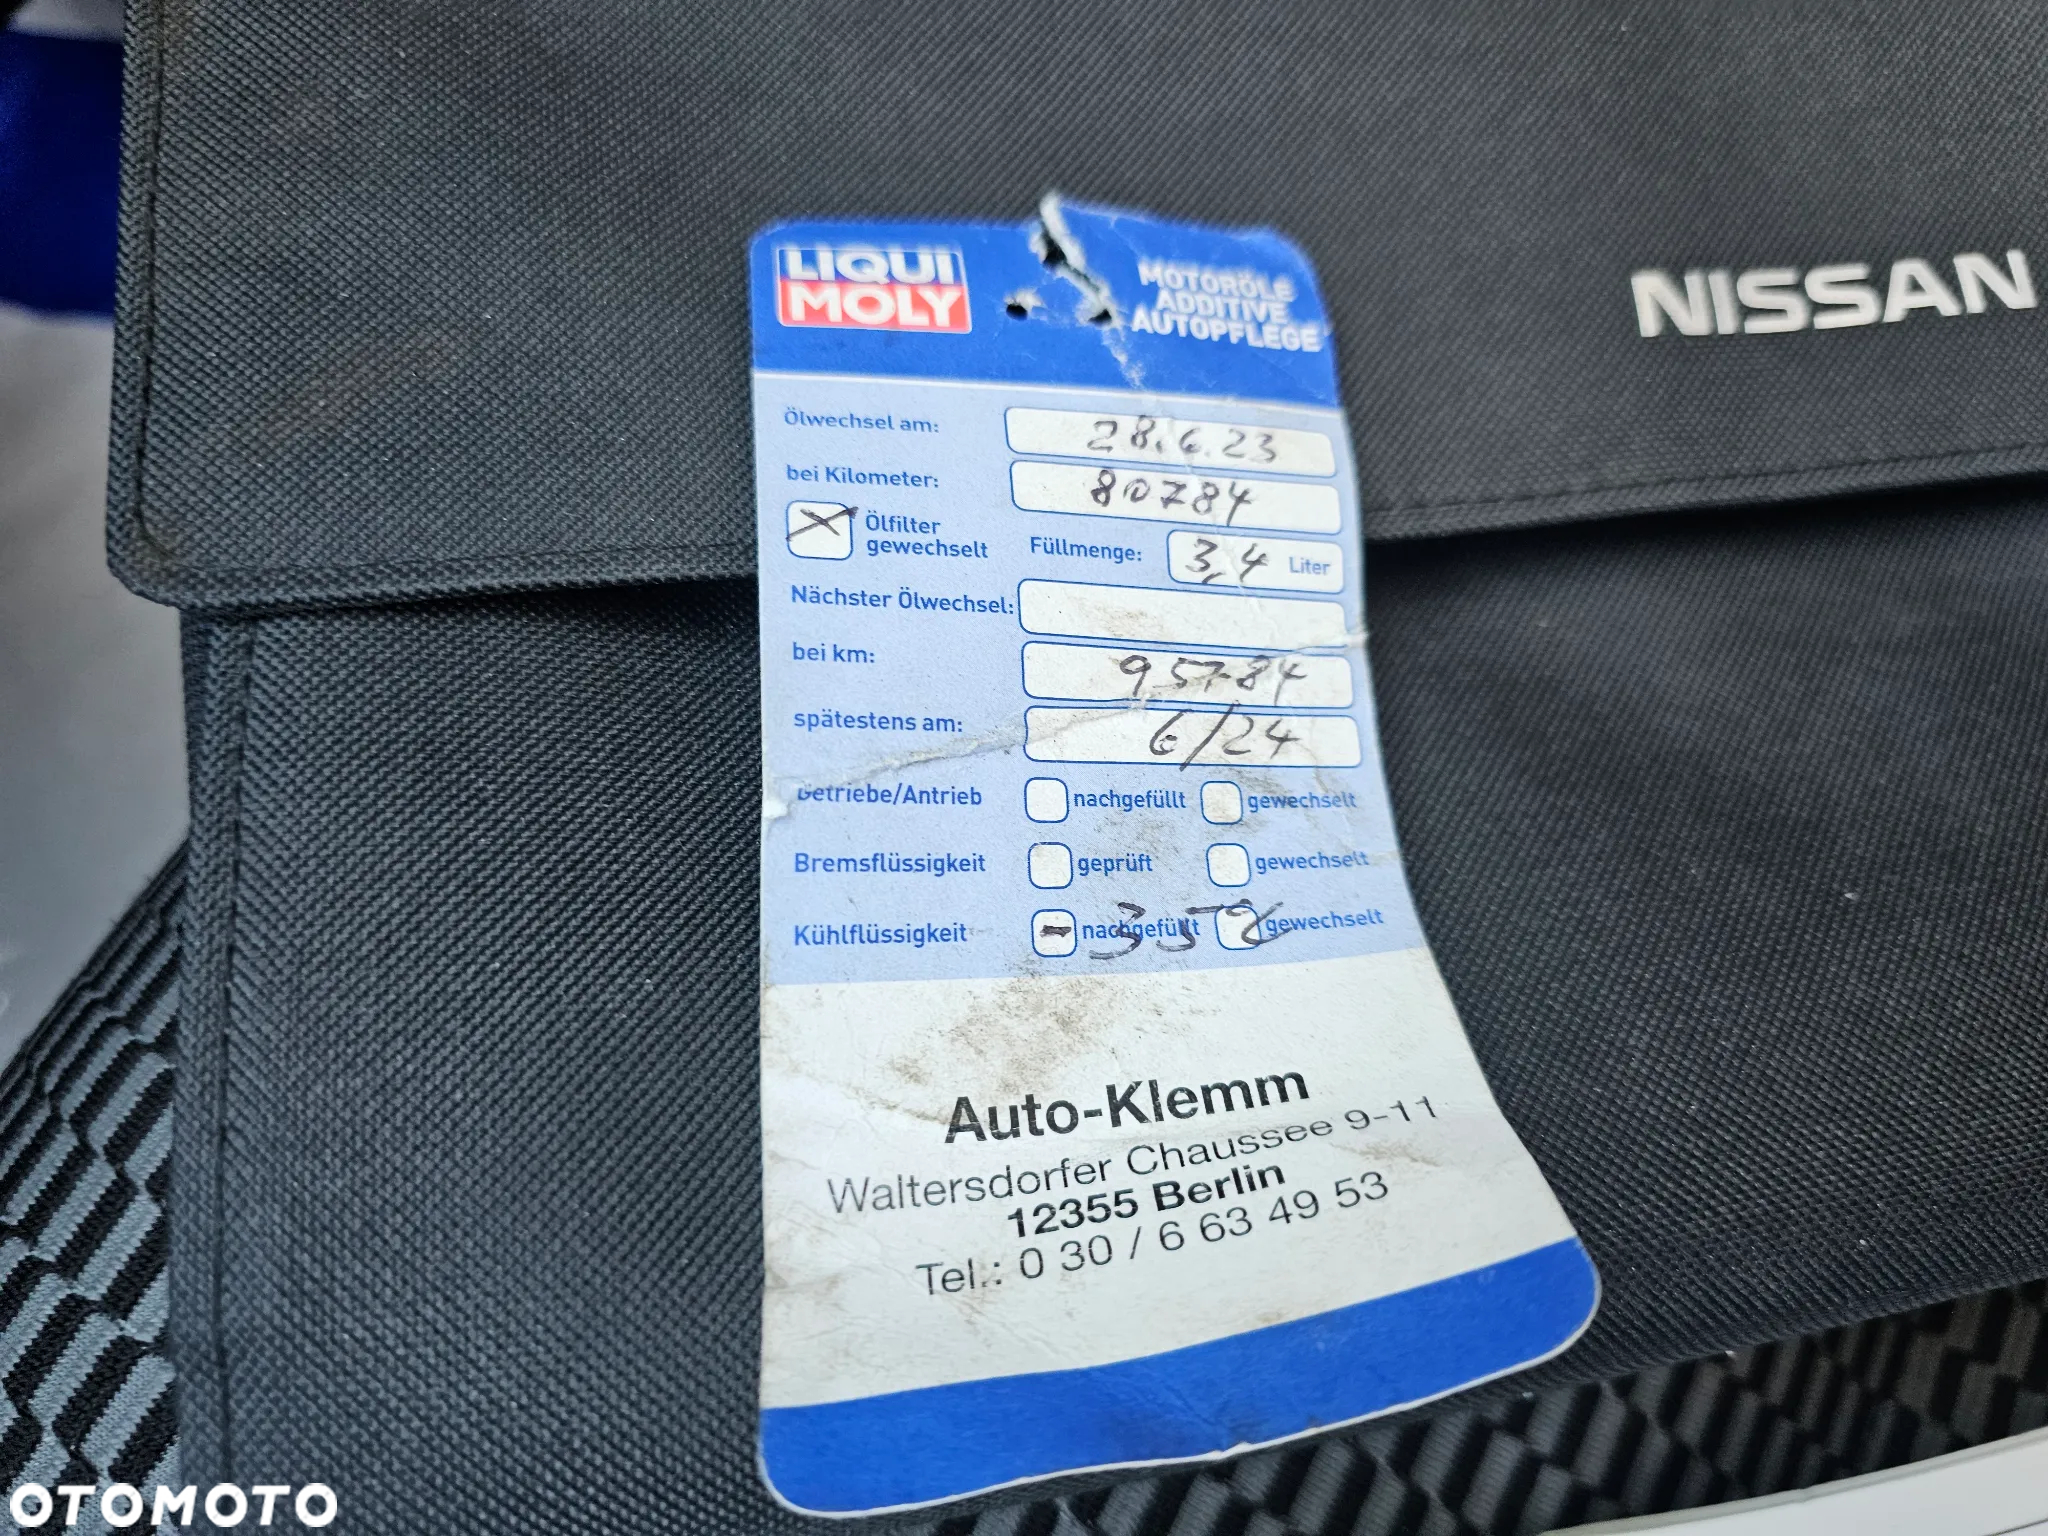 LIQUI
MOLY
MOTORÖLE
ADDITIVE
AUTOPFLEGE
NISSAN
Ölwechsel am: 28.6.23
bei Kilometer: 80784
Ölfilter
gewechselt
Füllmenge: 3,4 Liter
Nächster Ölwechsel:
bei km: 95784
spätestens am: 6/24
Getriebe/Antrieb nachgefüllt gewechselt
Bremsflüssigkeit geprüft gewechselt
Kühlflüssigkeit nachgefüllt gewechselt
-35°C
Auto-Klemm
Waltersdorfer Chaussee 9-11
12355 Berlin
Tel.: 0 30 / 6 63 49 53
OTOMOTO